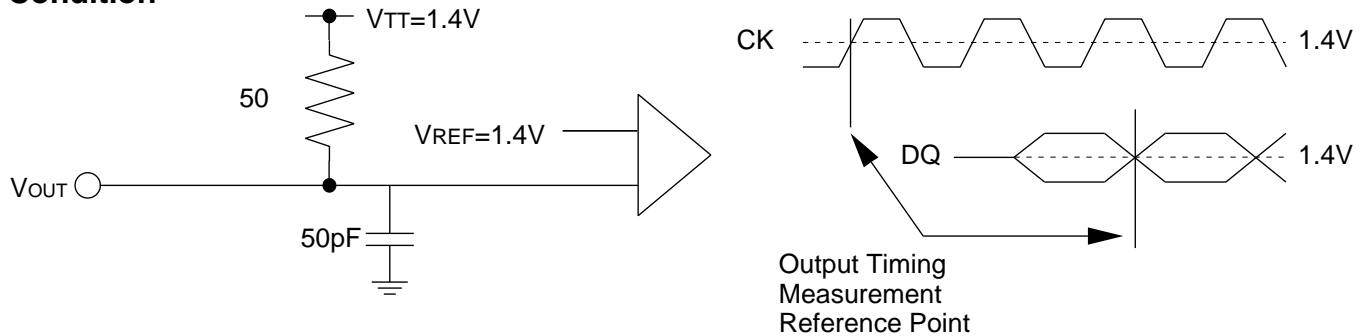 Condition
VTT=1.4V
50
VREF=1.4V
VOUT
50pF
CK
1.4V
DQ
1.4V
Output Timing
Measurement
Reference Point